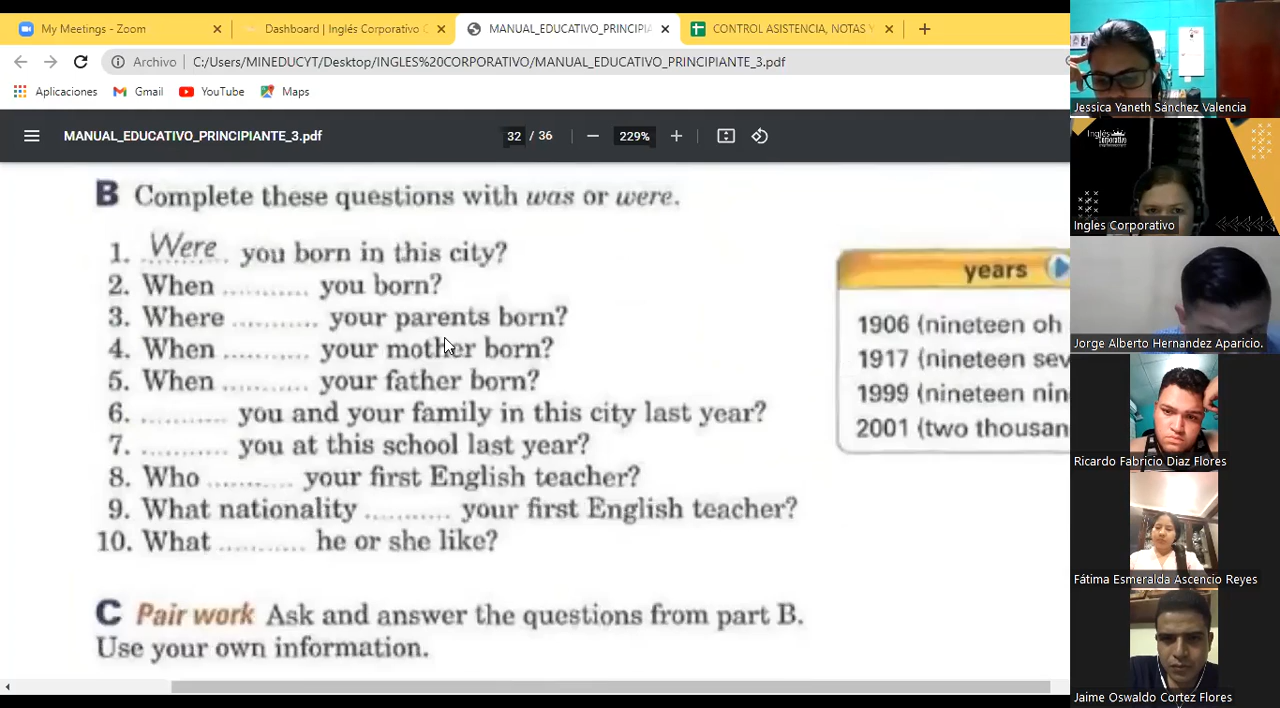 My Meetings - Zoom
Dashboard | Inglés Corporativo
MANUAL_EDUCATIVO_PRINCIPIA
CONTROL ASISTENCIA, NOTAS Y
Archivo
C:/Users/MINEDUCYT/Desktop/INGLES%20CORPORATIVO/MANUAL_EDUCATIVO_PRINCIPIANTE_3.pdf
Aplicaciones
Gmail
YouTube
Maps
MANUAL_EDUCATIVO_PRINCIPIANTE_3.pdf
32 / 36
229%
B Complete these questions with was or were.
1. Were you born in this city?
2. When .......... you born?
3. Where .......... your parents born?
4. When .......... your mother born?
5. When .......... your father born?
6. .......... you and your family in this city last year?
7. .......... you at this school last year?
8. Who .......... your first English teacher?
9. What nationality .......... your first English teacher?
10. What .......... he or she like?
years
1906 (nineteen oh
1917 (nineteen sev
1999 (nineteen nin
2001 (two thousan
C Pair work Ask and answer the questions from part B.
Use your own information.
Jessica Yaneth Sánchez Valencia
Inglés
Corporativo
Ingles Corporativo
Jorge Alberto Hernandez Aparicio.
Ricardo Fabricio Diaz Flores
Fátima Esmeralda Ascencio Reyes
Jaime Oswaldo Cortez Flores